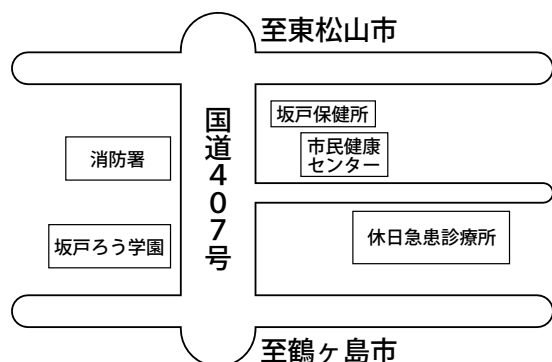 至東松山市
坂戸保健所
市民健康
センター
国道407号
消防署
坂戸ろう学園
休日急患診療所
至鶴ヶ島市